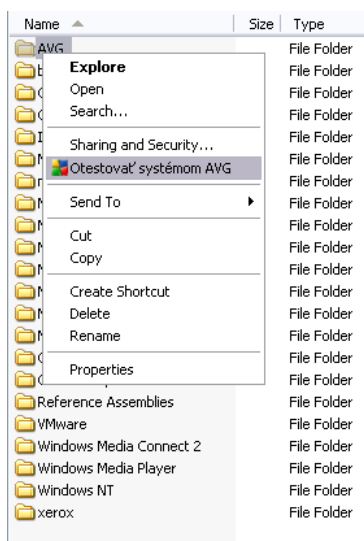 Name Size Type
AVG File Folder
File Folder
Explore
File Folder
Open
File Folder
Search...
File Folder
Sharing and Security...
File Folder
Otestovať systémom AVG
File Folder
Send To
File Folder
File Folder
Cut
File Folder
Copy
File Folder
Create Shortcut
File Folder
Delete
File Folder
Rename
File Folder
File Folder
Properties
File Folder
File Folder
Reference Assemblies File Folder
VMware File Folder
Windows Media Connect 2 File Folder
Windows Media Player File Folder
Windows NT File Folder
xerox File Folder